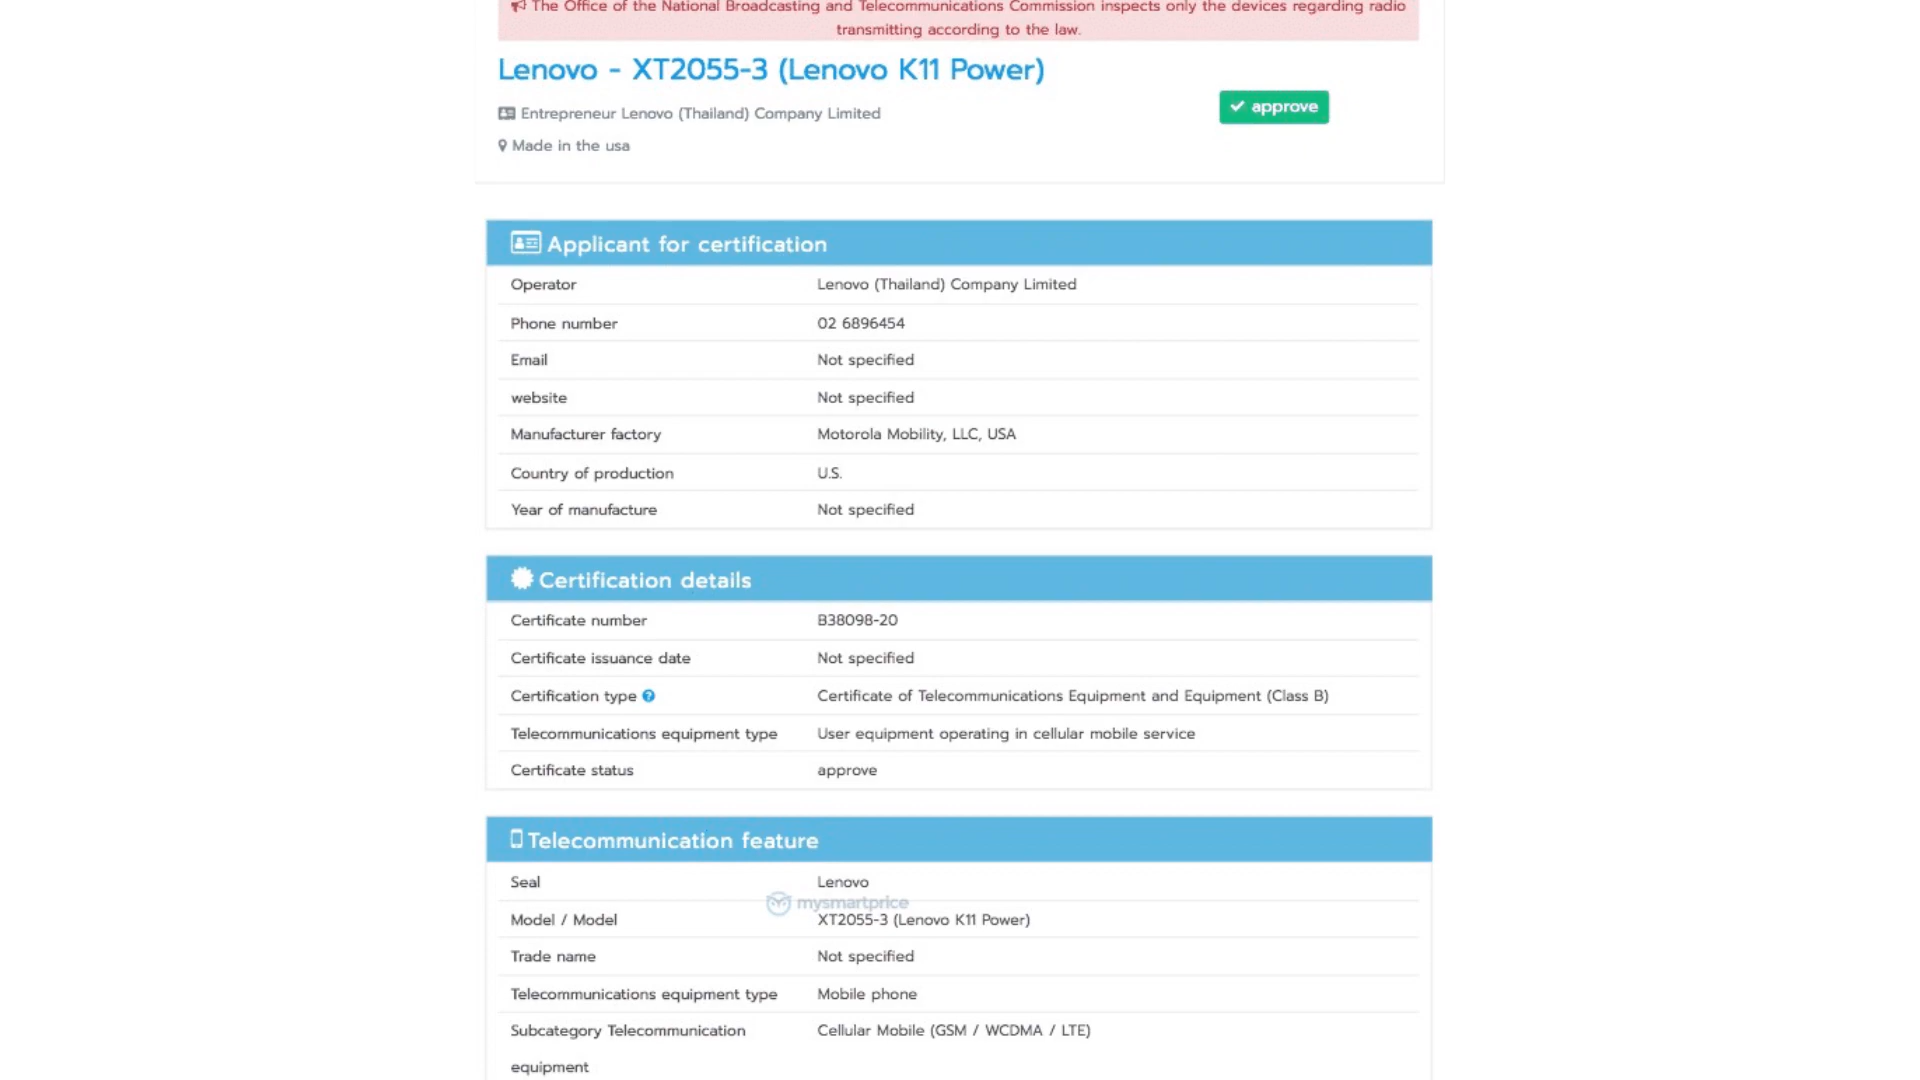 The Office of the National Broadcasting and Telecommunications Commission inspects only the devices regarding radio
transmitting according to the law.
Lenovo - XT2055-3 (Lenovo K11 Power)
approve
Entrepreneur Lenovo (Thailand) Company Limited
Made in the usa
Applicant for certification
Operator Lenovo (Thailand) Company Limited
Phone number 02 6896454
Email Not specified
website Not specified
Manufacturer factory Motorola Mobility, LLC, USA
Country of production U.S.
Year of manufacture Not specified
Certification details
Certificate number B38098-20
Certificate issuance date Not specified
Certification type ? Certificate of Telecommunications Equipment and Equipment (Class B)
Telecommunications equipment type User equipment operating in cellular mobile service
Certificate status approve
Telecommunication feature
Seal Lenovo
mysmartprice
Model / Model XT2055-3 (Lenovo K11 Power)
Trade name Not specified
Telecommunications equipment type Mobile phone
Subcategory Telecommunication Cellular Mobile (GSM / WCDMA / LTE)
equipment